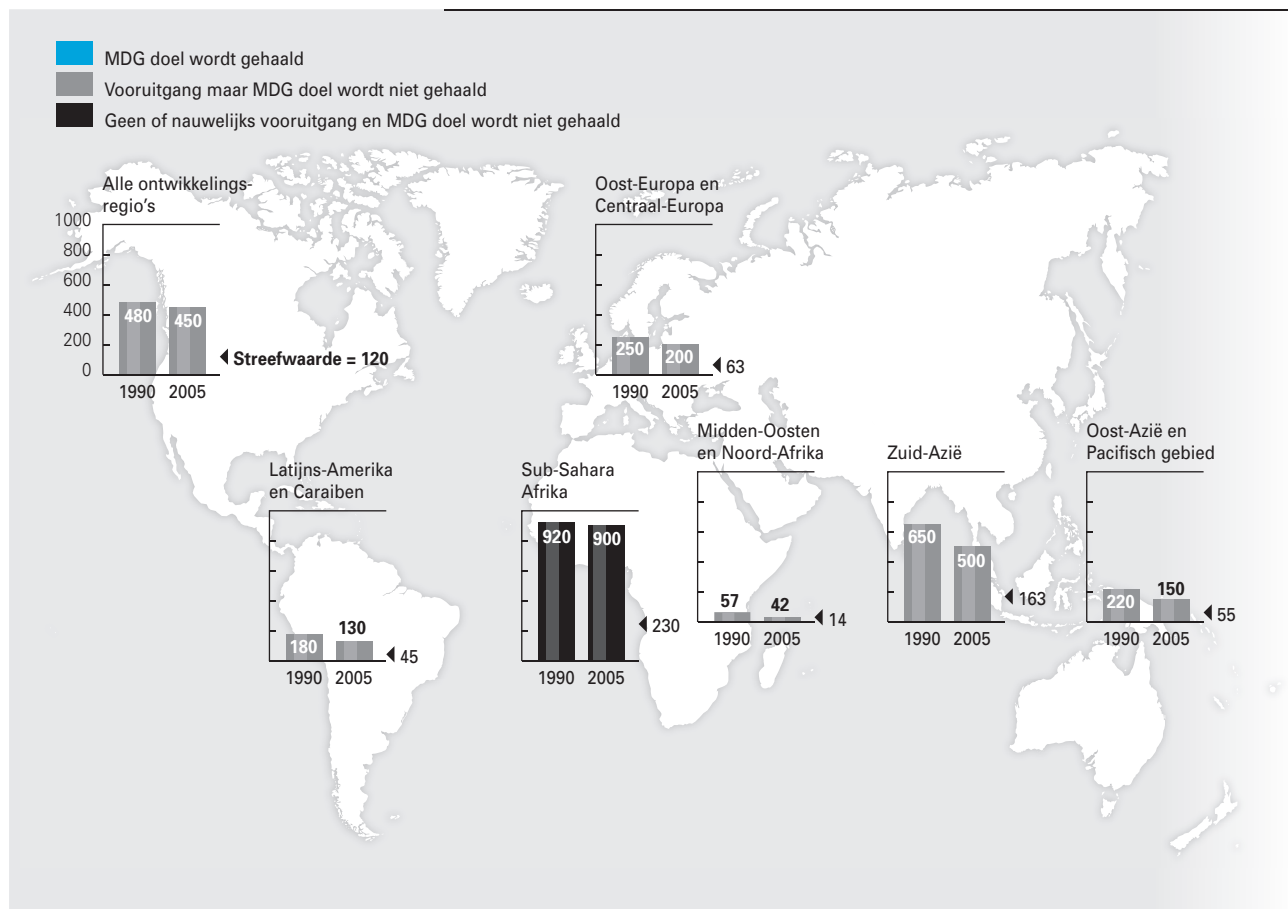 MDG doel wordt gehaald
Vooruitgang maar MDG doel wordt niet gehaald
Geen of nauwelijks vooruitgang en MDG doel wordt niet gehaald
Alle ontwikkelings-
regio's
1000
800
600
400
200
0
480
450
Streefwaarde = 120
1990 2005
Oost-Europa en
Centraal-Europa
250
200
63
1990 2005
Latijns-Amerika
en Caraiben
180
130
45
1990 2005
Sub-Sahara
Afrika
920
900
230
1990 2005
Midden-Oosten
en Noord-Afrika
57
42
14
1990 2005
Zuid-Azië
650
500
163
1990 2005
Oost-Azië en
Pacifisch gebied
220
150
55
1990 2005